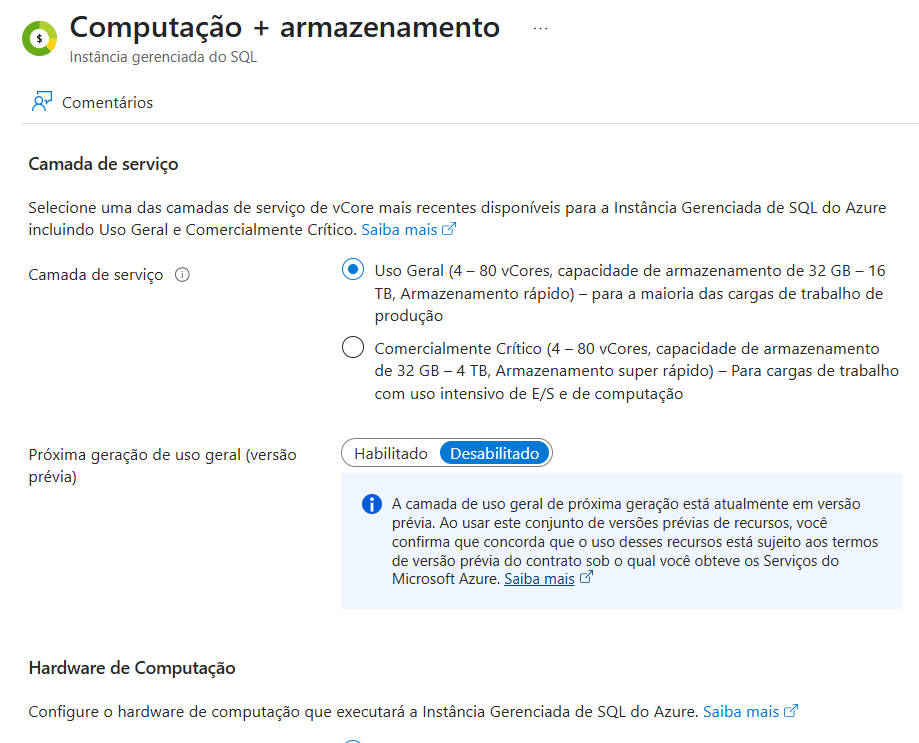 Computação + armazenamento ...
Instância gerenciada do SQL
Comentários
Camada de serviço
Selecione uma das camadas de serviço de vCore mais recentes disponíveis para a Instância Gerenciada de SQL do Azure
incluindo Uso Geral e Comercialmente Crítico. Saiba mais
Camada de serviço
Uso Geral (4 – 80 vCores, capacidade de armazenamento de 32 GB – 16
TB, Armazenamento rápido) – para a maioria das cargas de trabalho de
produção
Comercialmente Crítico (4 – 80 vCores, capacidade de armazenamento
de 32 GB – 4 TB, Armazenamento super rápido) – Para cargas de trabalho
com uso intensivo de E/S e de computação
Próxima geração de uso geral (versão
prévia)
Habilitado Desabilitado
A camada de uso geral de próxima geração está atualmente em versão
prévia. Ao usar este conjunto de versões prévias de recursos, você
confirma que concorda que o uso desses recursos está sujeito aos termos
de versão prévia do contrato sob o qual você obteve os Serviços do
Microsoft Azure. Saiba mais
Hardware de Computação
Configure o hardware de computação que executará a Instância Gerenciada de SQL do Azure. Saiba mais